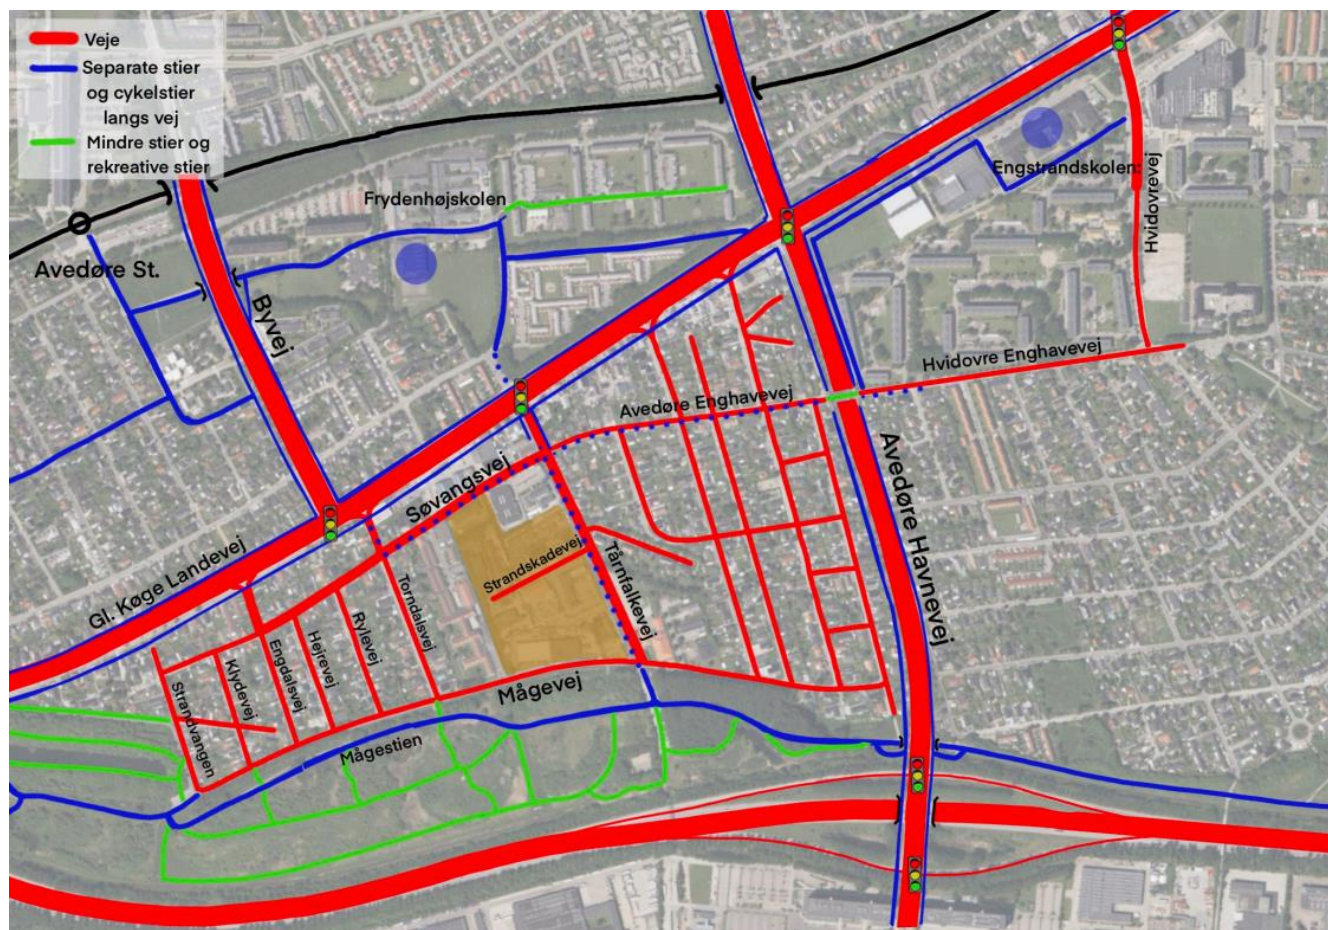 Veje
Separate stier
og cykelstier
langs vej
Mindre stier og
rekreative stier
Frydenhøjskolen
Engstrandskolen:
Hvidovrevej
Avedøre St.
Byvej
Hvidovre Enghavevej
Avedøre Enghavevej
Søvangsvej
Avedøre Havnevej
Gl. Køge Landevej
Strandskadevej
Tårnfalkevej
Torndalsvej
Rylevej
Hejrevej
Engdalsvej
Klydevej
Strandvangen
Mågevej
Mågestien